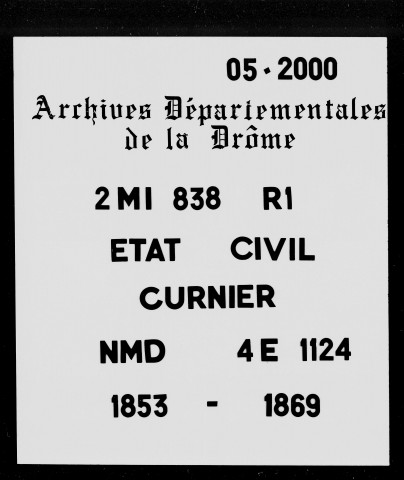 05•2000
Archives Départementales
de la Drôme
2 MI 838 R1
ETAT CIVIL
CURNIER
NMD 4 E 1124
1853 - 1869